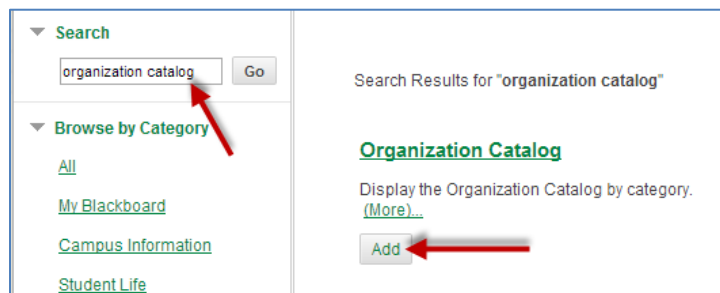 Search
organization catalog Go
Browse by Category
All
My Blackboard
Campus Information
Student Life
Search Results for "organization catalog"
Organization Catalog
Display the Organization Catalog by category.
(More)...
Add